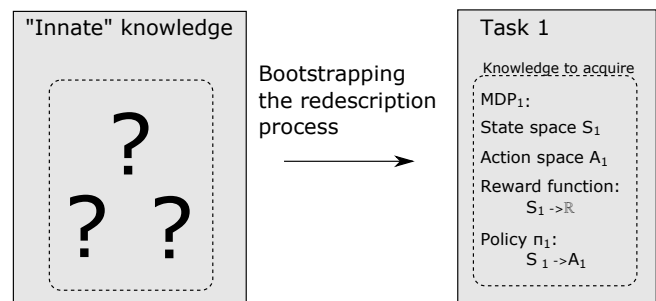 "Innate" knowledge
?
? ?
Bootstrapping
the redescription
process
Task 1
Knowledge to acquire
MDP₁:
State space S₁
Action space A₁
Reward function:
S₁ ->ℝ
Policy π₁:
S ₁ ->A₁